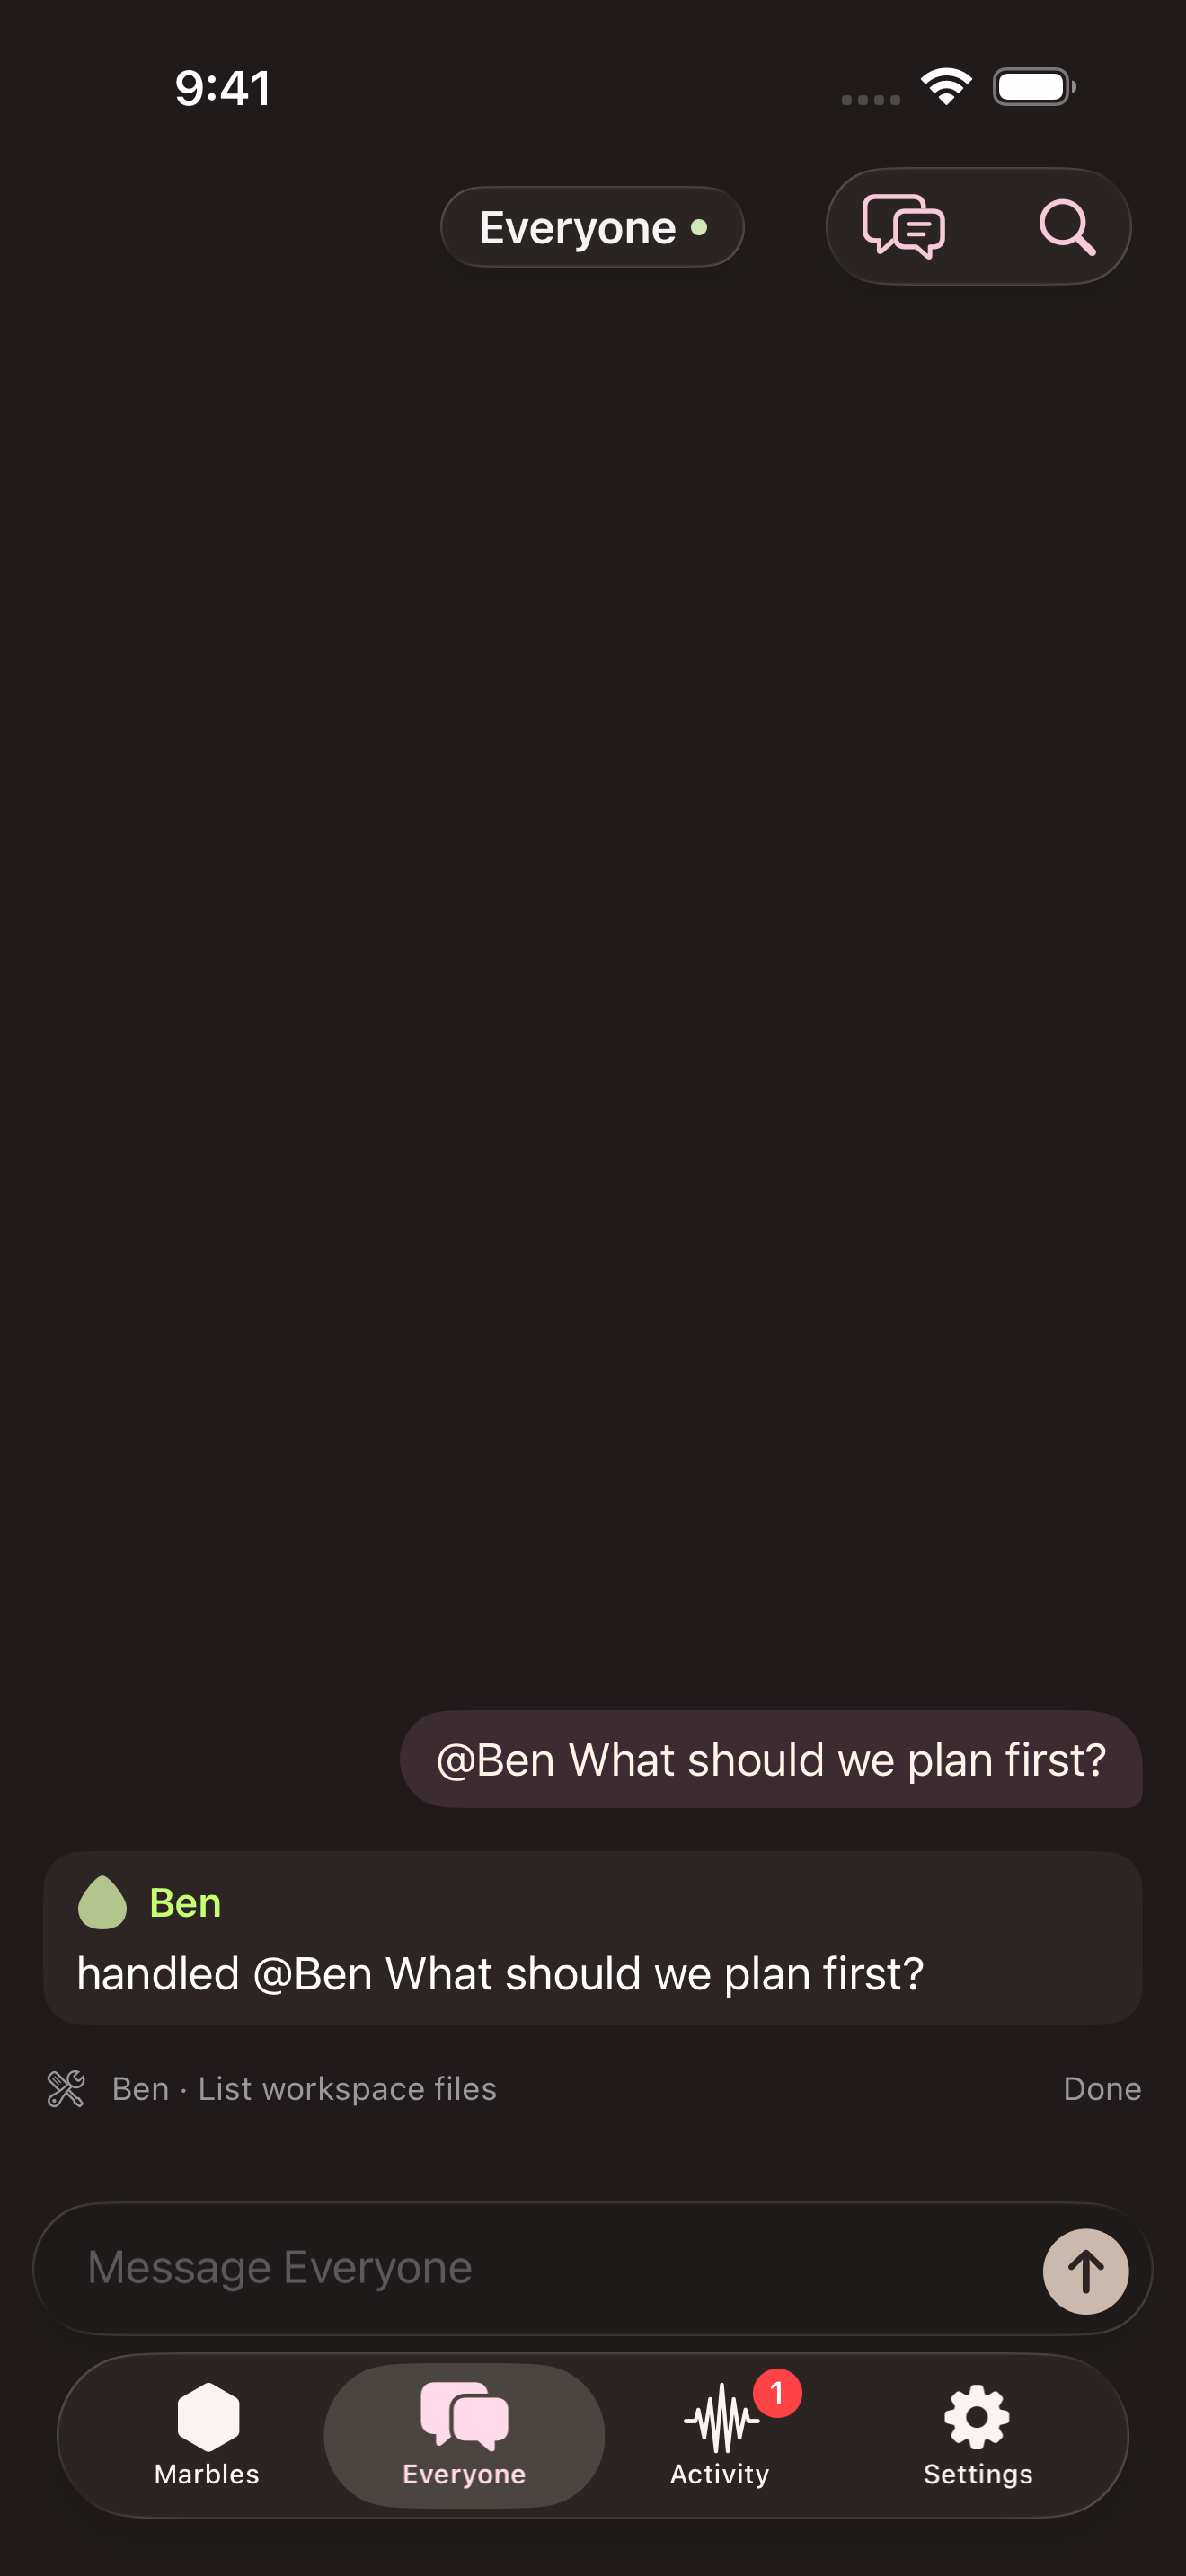 9:41
Everyone
@Ben What should we plan first?
Ben
handled @Ben What should we plan first?
Ben · List workspace files Done
Message Everyone
1
Marbles Everyone Activity Settings